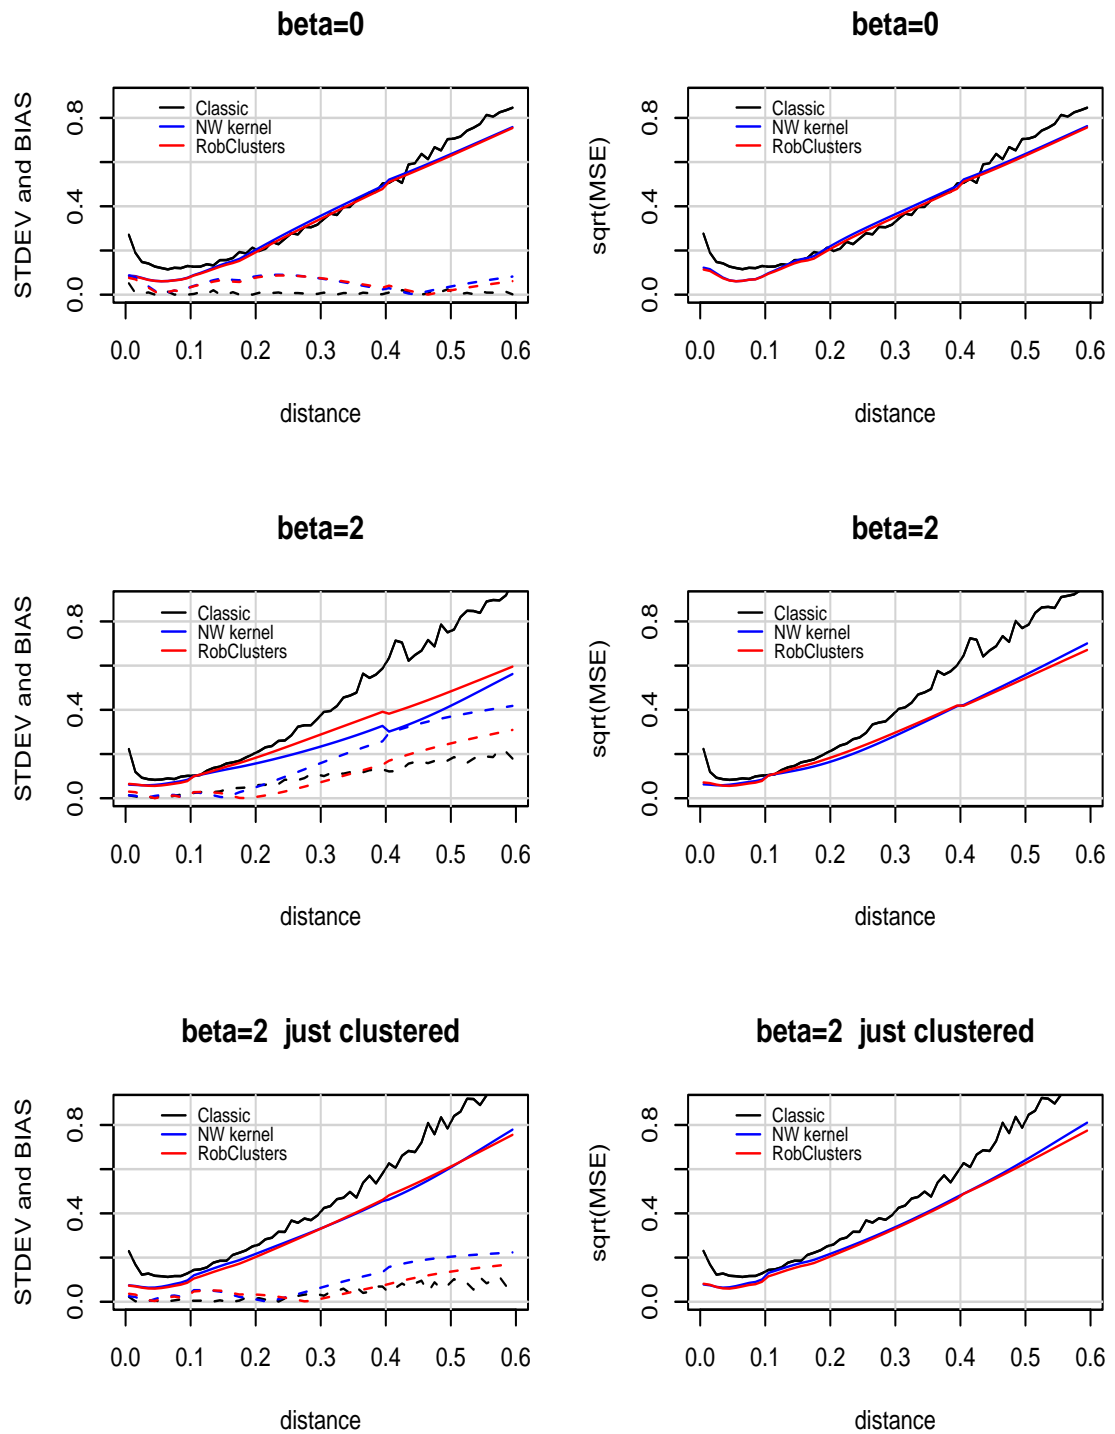 beta=0
STDEV and BIAS
0.0 0.4 0.8
Classic
NW kernel
RobClusters
0.0 0.1 0.2 0.3 0.4 0.5 0.6
distance
beta=0
sqrt(MSE)
0.0 0.4 0.8
Classic
NW kernel
RobClusters
0.0 0.1 0.2 0.3 0.4 0.5 0.6
distance
beta=2
STDEV and BIAS
0.0 0.4 0.8
Classic
NW kernel
RobClusters
0.0 0.1 0.2 0.3 0.4 0.5 0.6
distance
beta=2
sqrt(MSE)
0.0 0.4 0.8
Classic
NW kernel
RobClusters
0.0 0.1 0.2 0.3 0.4 0.5 0.6
distance
beta=2 just clustered
STDEV and BIAS
0.0 0.4 0.8
Classic
NW kernel
RobClusters
0.0 0.1 0.2 0.3 0.4 0.5 0.6
distance
beta=2 just clustered
sqrt(MSE)
0.0 0.4 0.8
Classic
NW kernel
RobClusters
0.0 0.1 0.2 0.3 0.4 0.5 0.6
distance